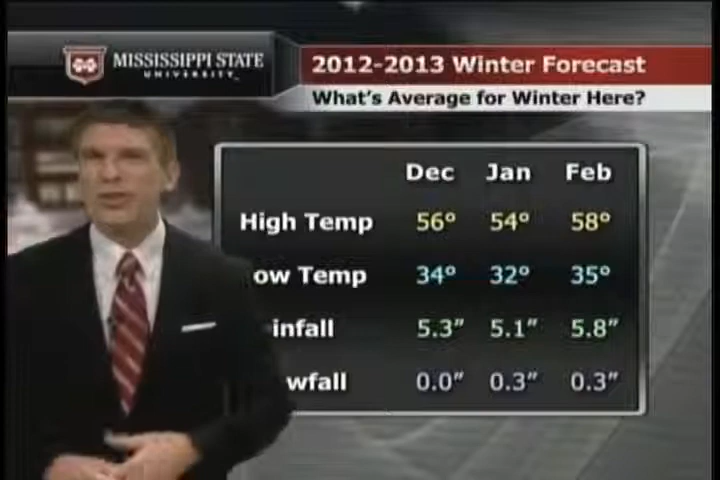 MISSISSIPPI STATE
UNIVERSITY
2012-2013 Winter Forecast
What's Average for Winter Here?
Dec Jan Feb
High Temp 56° 54° 58°
ow Temp 34° 32° 35°
infall 5.3" 5.1" 5.8"
wfall 0.0" 0.3" 0.3"